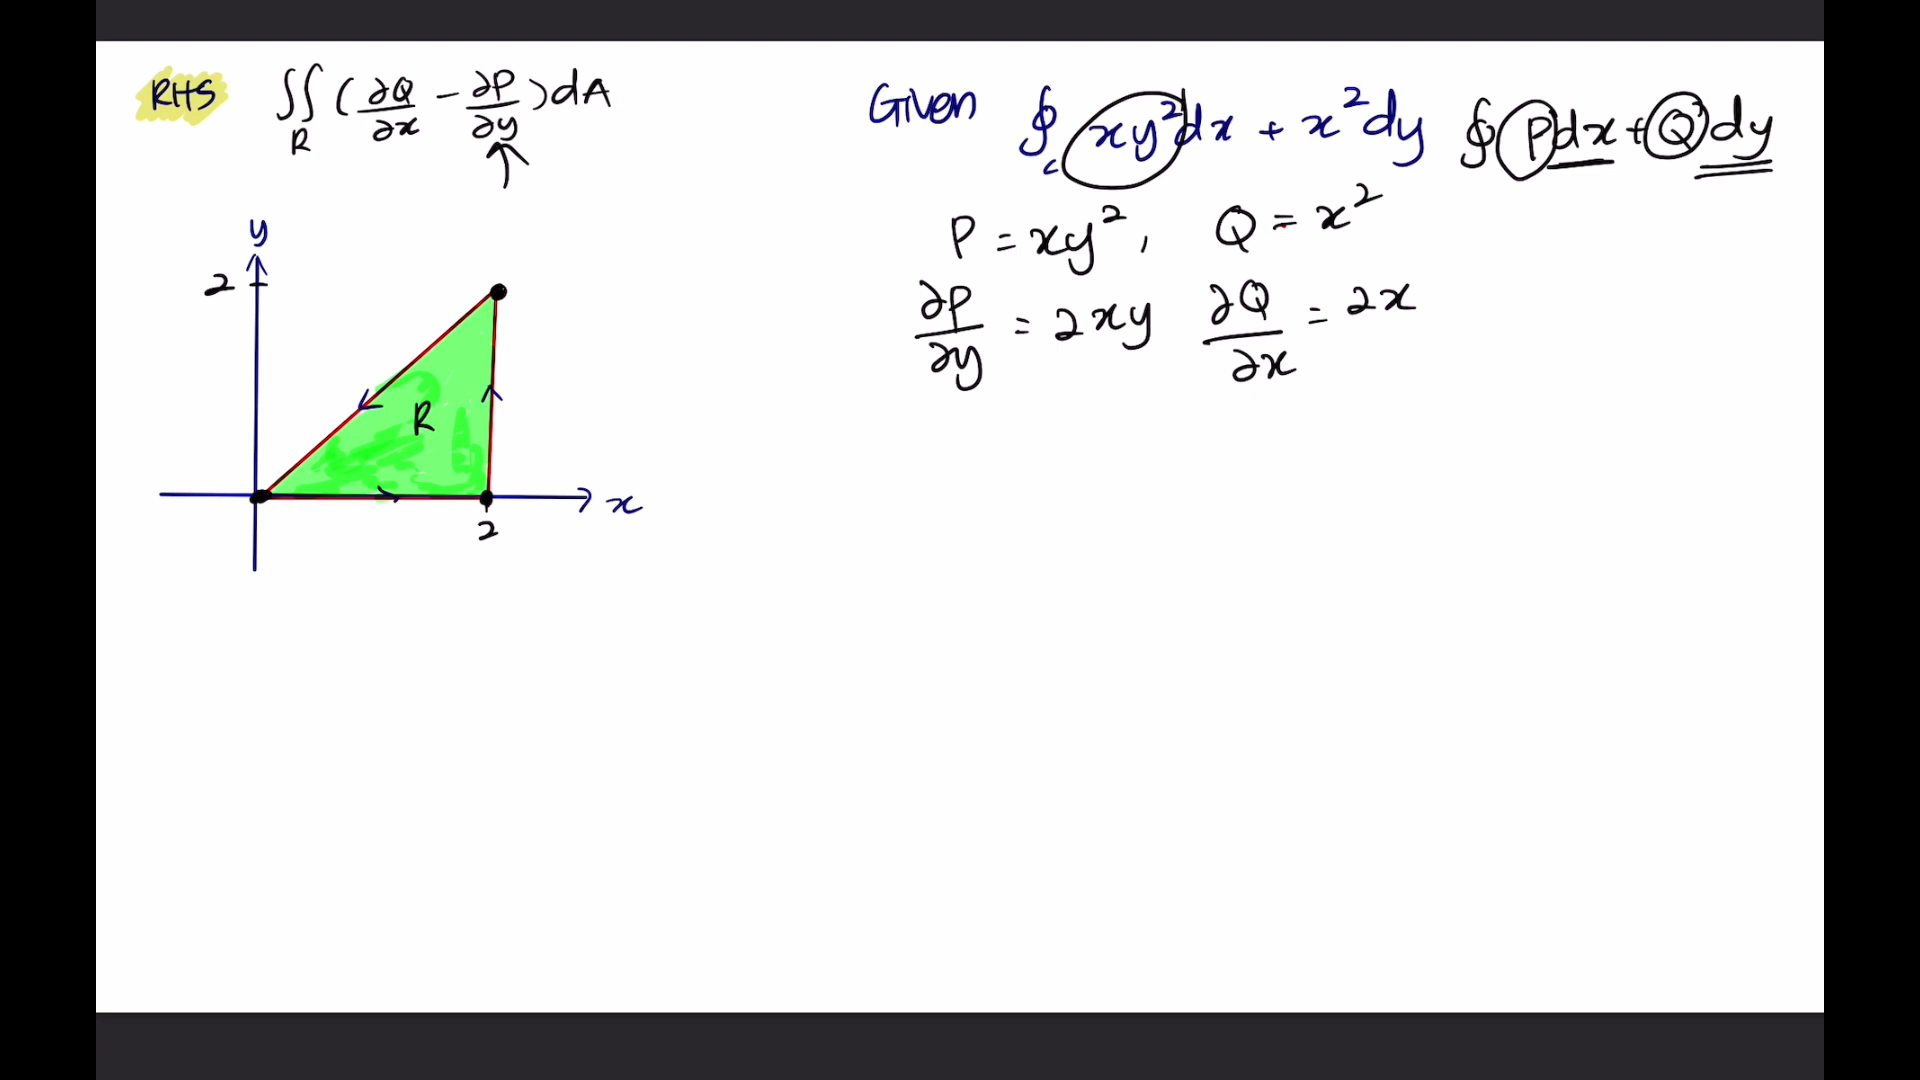 RHS ∬_R (∂Q/∂x − ∂P/∂y) dA
Given ∮_c xy² dx + x² dy ∮ P dx + Q dy
P = xy², Q = x²
∂P/∂y = 2xy ∂Q/∂x = 2x
y
2
R
x
2